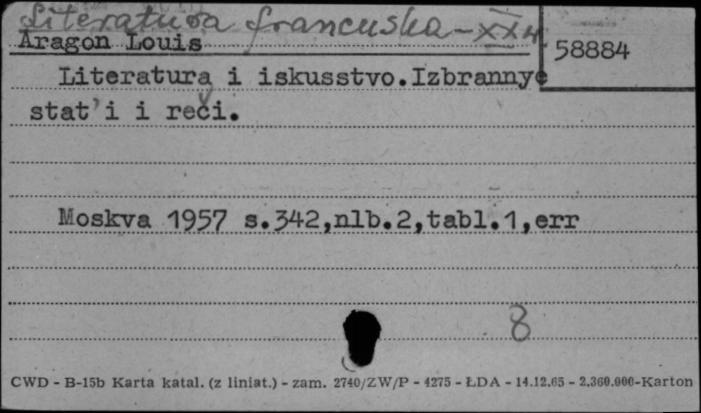 Literatura francuska - XX w.
Aragon Louis
58884
Literatura i iskusstvo. Izbrannye
stat'i i reči.
Moskva 1957 s.342,nlb.2,tabl.1,err
8
CWD - B-15b Karta katal. (z liniat.) - zam. 2740/ZW/P - 4275 - ŁDA - 14.12.65 - 2.360.000-Karton